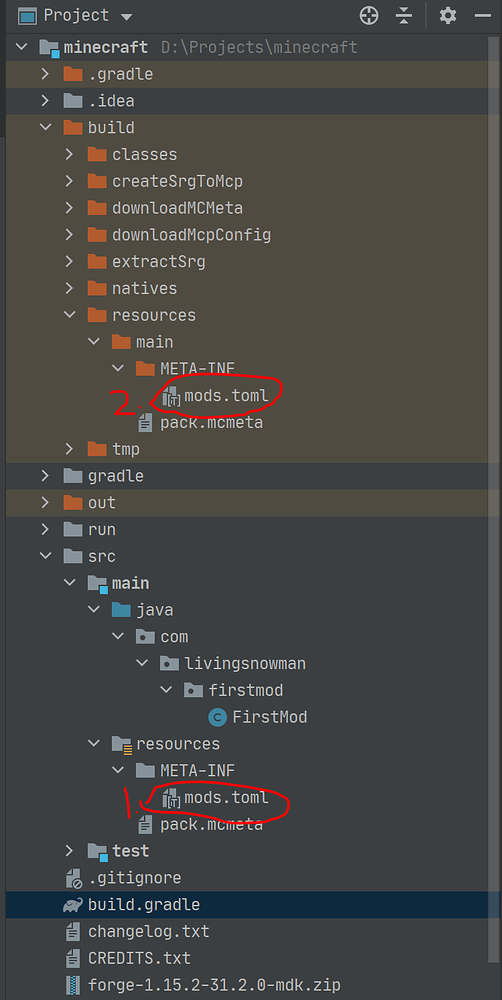 Project
minecraft D:\Projects\minecraft
.gradle
.idea
build
classes
createSrgToMcp
downloadMCMeta
downloadMcpConfig
extractSrg
natives
resources
main
META-INF
2. mods.toml
pack.mcmeta
tmp
gradle
out
run
src
main
java
com
livingsnowman
firstmod
C FirstMod
resources
META-INF
1. mods.toml
pack.mcmeta
test
.gitignore
build.gradle
changelog.txt
CREDITS.txt
forge-1.15.2-31.2.0-mdk.zip